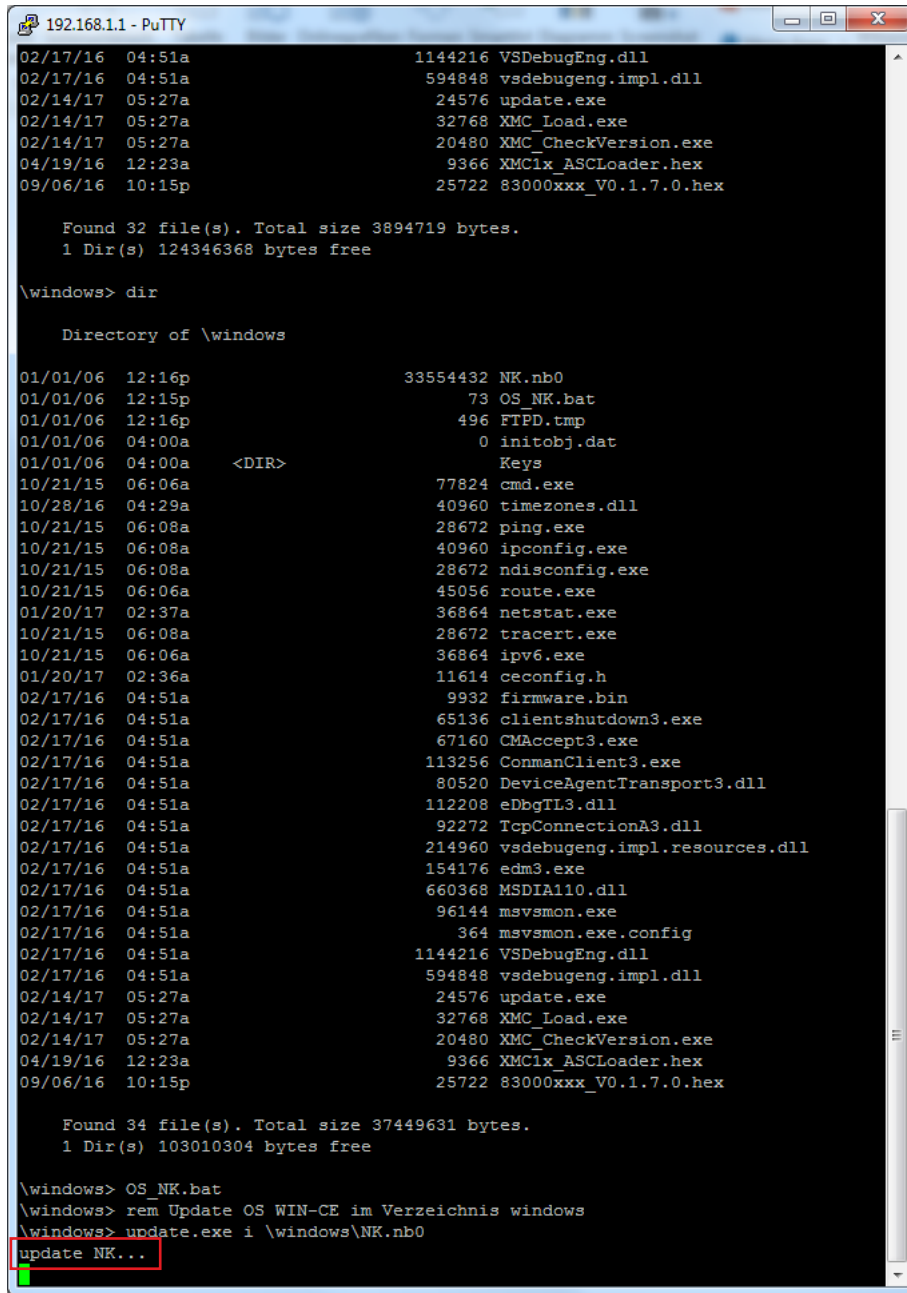 192.168.1.1 - PuTTY
02/17/16 04:51a 1144216 VSDebugEng.dll
02/17/16 04:51a 594848 vsdebugeng.impl.dll
02/14/17 05:27a 24576 update.exe
02/14/17 05:27a 32768 XMC_Load.exe
02/14/17 05:27a 20480 XMC_CheckVersion.exe
04/19/16 12:23a 9366 XMC1x_ASCLoader.hex
09/06/16 10:15p 25722 83000xxx_V0.1.7.0.hex
Found 32 file(s). Total size 3894719 bytes.
1 Dir(s) 124346368 bytes free
\windows> dir
Directory of \windows
01/01/06 12:16p 33554432 NK.nb0
01/01/06 12:15p 73 OS_NK.bat
01/01/06 12:16p 496 FTPD.tmp
01/01/06 04:00a 0 initobj.dat
01/01/06 04:00a <DIR> Keys
10/21/15 06:06a 77824 cmd.exe
10/28/16 04:29a 40960 timezones.dll
10/21/15 06:08a 28672 ping.exe
10/21/15 06:08a 40960 ipconfig.exe
10/21/15 06:08a 28672 ndisconfig.exe
10/21/15 06:06a 45056 route.exe
01/20/17 02:37a 36864 netstat.exe
10/21/15 06:08a 28672 tracert.exe
10/21/15 06:06a 36864 ipv6.exe
01/20/17 02:36a 11614 ceconfig.h
02/17/16 04:51a 9932 firmware.bin
02/17/16 04:51a 65136 clientshutdown3.exe
02/17/16 04:51a 67160 CMAccept3.exe
02/17/16 04:51a 113256 ConmanClient3.exe
02/17/16 04:51a 80520 DeviceAgentTransport3.dll
02/17/16 04:51a 112208 eDbgTL3.dll
02/17/16 04:51a 92272 TcpConnectionA3.dll
02/17/16 04:51a 214960 vsdebugeng.impl.resources.dll
02/17/16 04:51a 154176 edm3.exe
02/17/16 04:51a 660368 MSDIA110.dll
02/17/16 04:51a 96144 msvsmon.exe
02/17/16 04:51a 364 msvsmon.exe.config
02/17/16 04:51a 1144216 VSDebugEng.dll
02/17/16 04:51a 594848 vsdebugeng.impl.dll
02/14/17 05:27a 24576 update.exe
02/14/17 05:27a 32768 XMC_Load.exe
02/14/17 05:27a 20480 XMC_CheckVersion.exe
04/19/16 12:23a 9366 XMC1x_ASCLoader.hex
09/06/16 10:15p 25722 83000xxx_V0.1.7.0.hex
Found 34 file(s). Total size 37449631 bytes.
1 Dir(s) 103010304 bytes free
\windows> OS_NK.bat
\windows> rem Update OS WIN-CE im Verzeichnis windows
\windows> update.exe i \windows\NK.nb0
update NK...